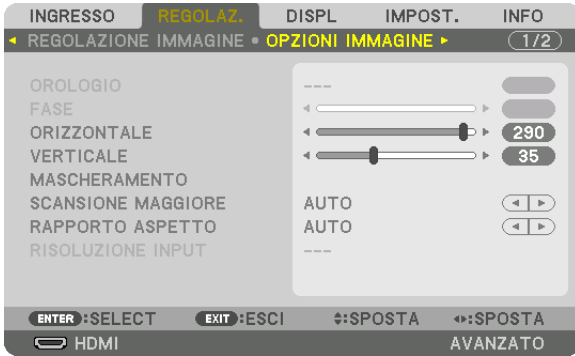 INGRESSO REGOLAZ. DISPL IMPOST. INFO
REGOLAZIONE IMMAGINE • OPZIONI IMMAGINE 1/2
OROLOGIO ---
FASE
ORIZZONTALE 290
VERTICALE 35
MASCHERAMENTO
SCANSIONE MAGGIORE AUTO
RAPPORTO ASPETTO AUTO
RISOLUZIONE INPUT ---
ENTER :SELECT EXIT :ESCI :SPOSTA :SPOSTA
HDMI AVANZATO